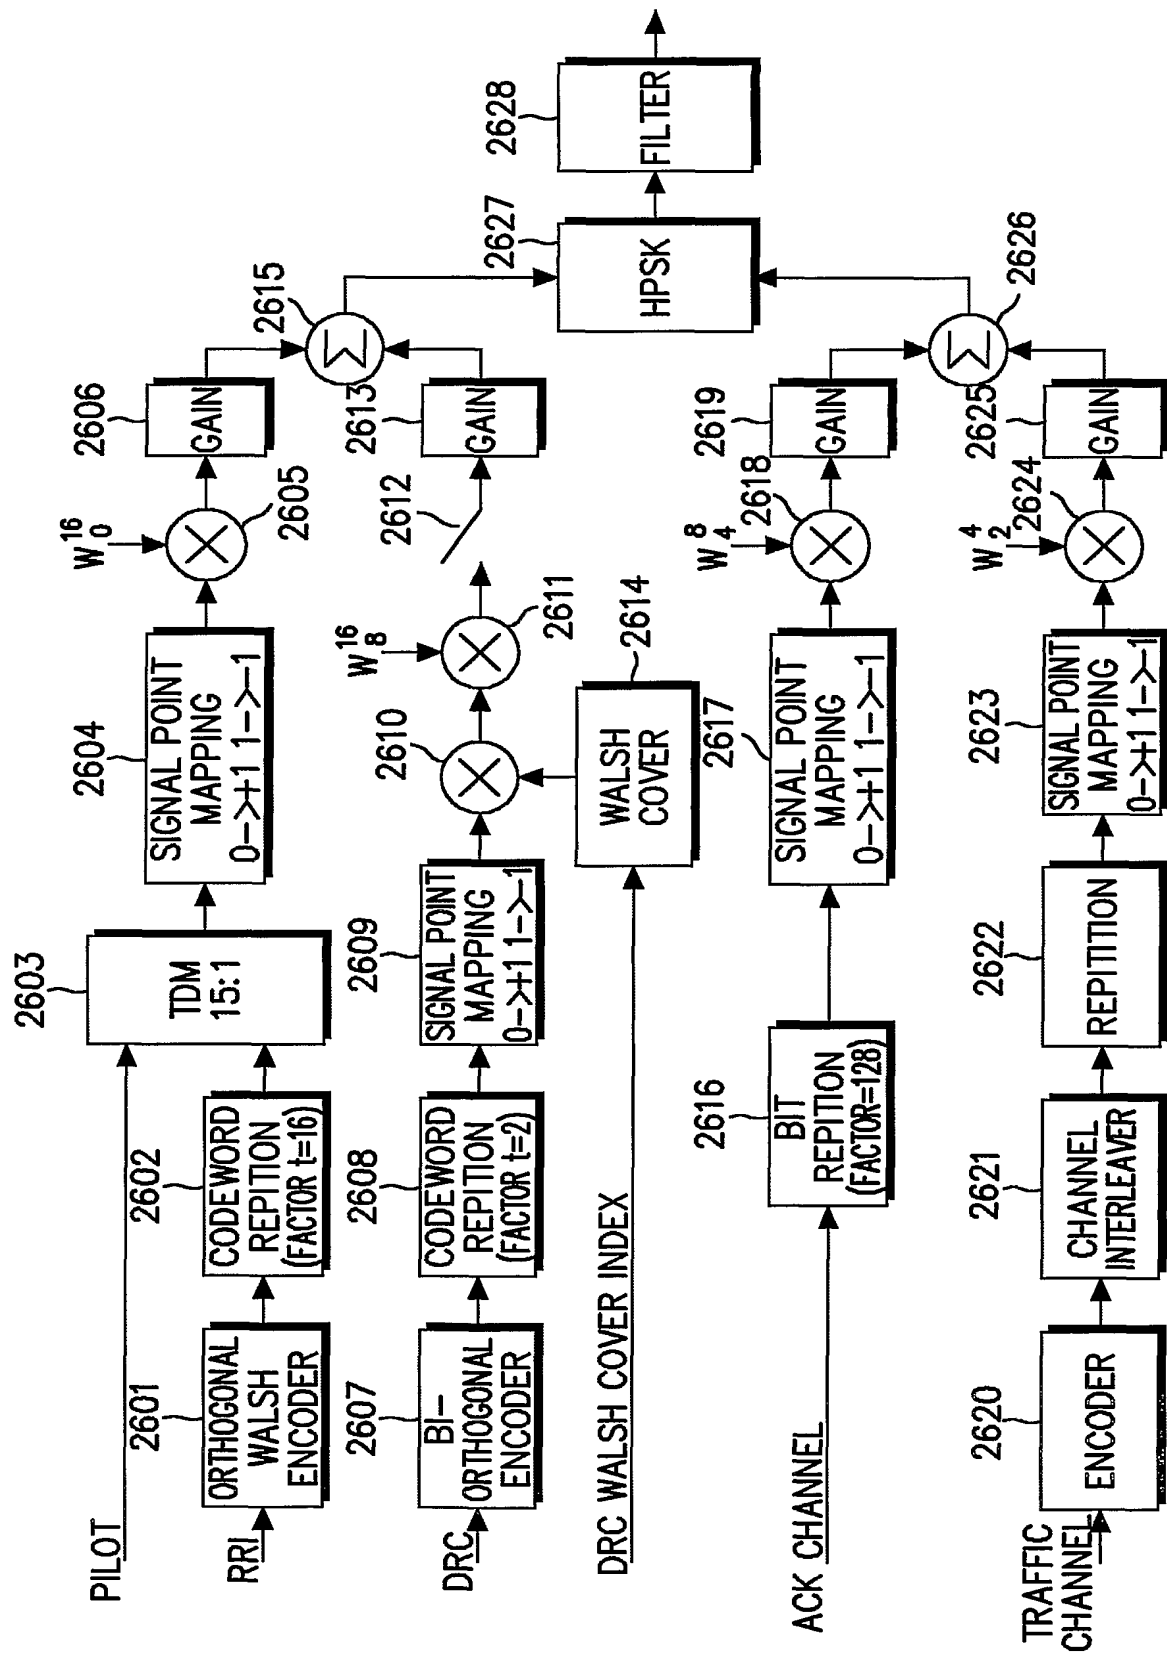 PILOT
RRI
2601
ORTHOGONAL
WALSH
ENCODER
2602
CODEWORD
REPITION
(FACTOR t=16)
2603
TDM
15:1
2604
SIGNAL POINT
MAPPING
0->+1 1->-1
W 16 0
2605
2606
GAIN
2615
Σ
DRC
2607
BI-
ORTHOGONAL
ENCODER
2608
CODEWORD
REPITION
(FACTOR t=2)
2609
SIGNAL POINT
MAPPING
0->+1 1->-1
2610
W 16 8
2611
2612
2613
GAIN
DRC WALSH COVER INDEX
2614
WALSH
COVER
2627
HPSK
2628
FILTER
ACK CHANNEL
2616
BIT
REPITION
(FACTOR=128)
2617
SIGNAL POINT
MAPPING
0->+1 1->-1
W 8 4
2618
2619
GAIN
2626
Σ
TRAFFIC
CHANNEL
2620
ENCODER
2621
CHANNEL
INTERLEAVER
2622
REPITITION
2623
SIGNAL POINT
MAPPING
0->+1 1->-1
W 4 2
2624
2625
GAIN